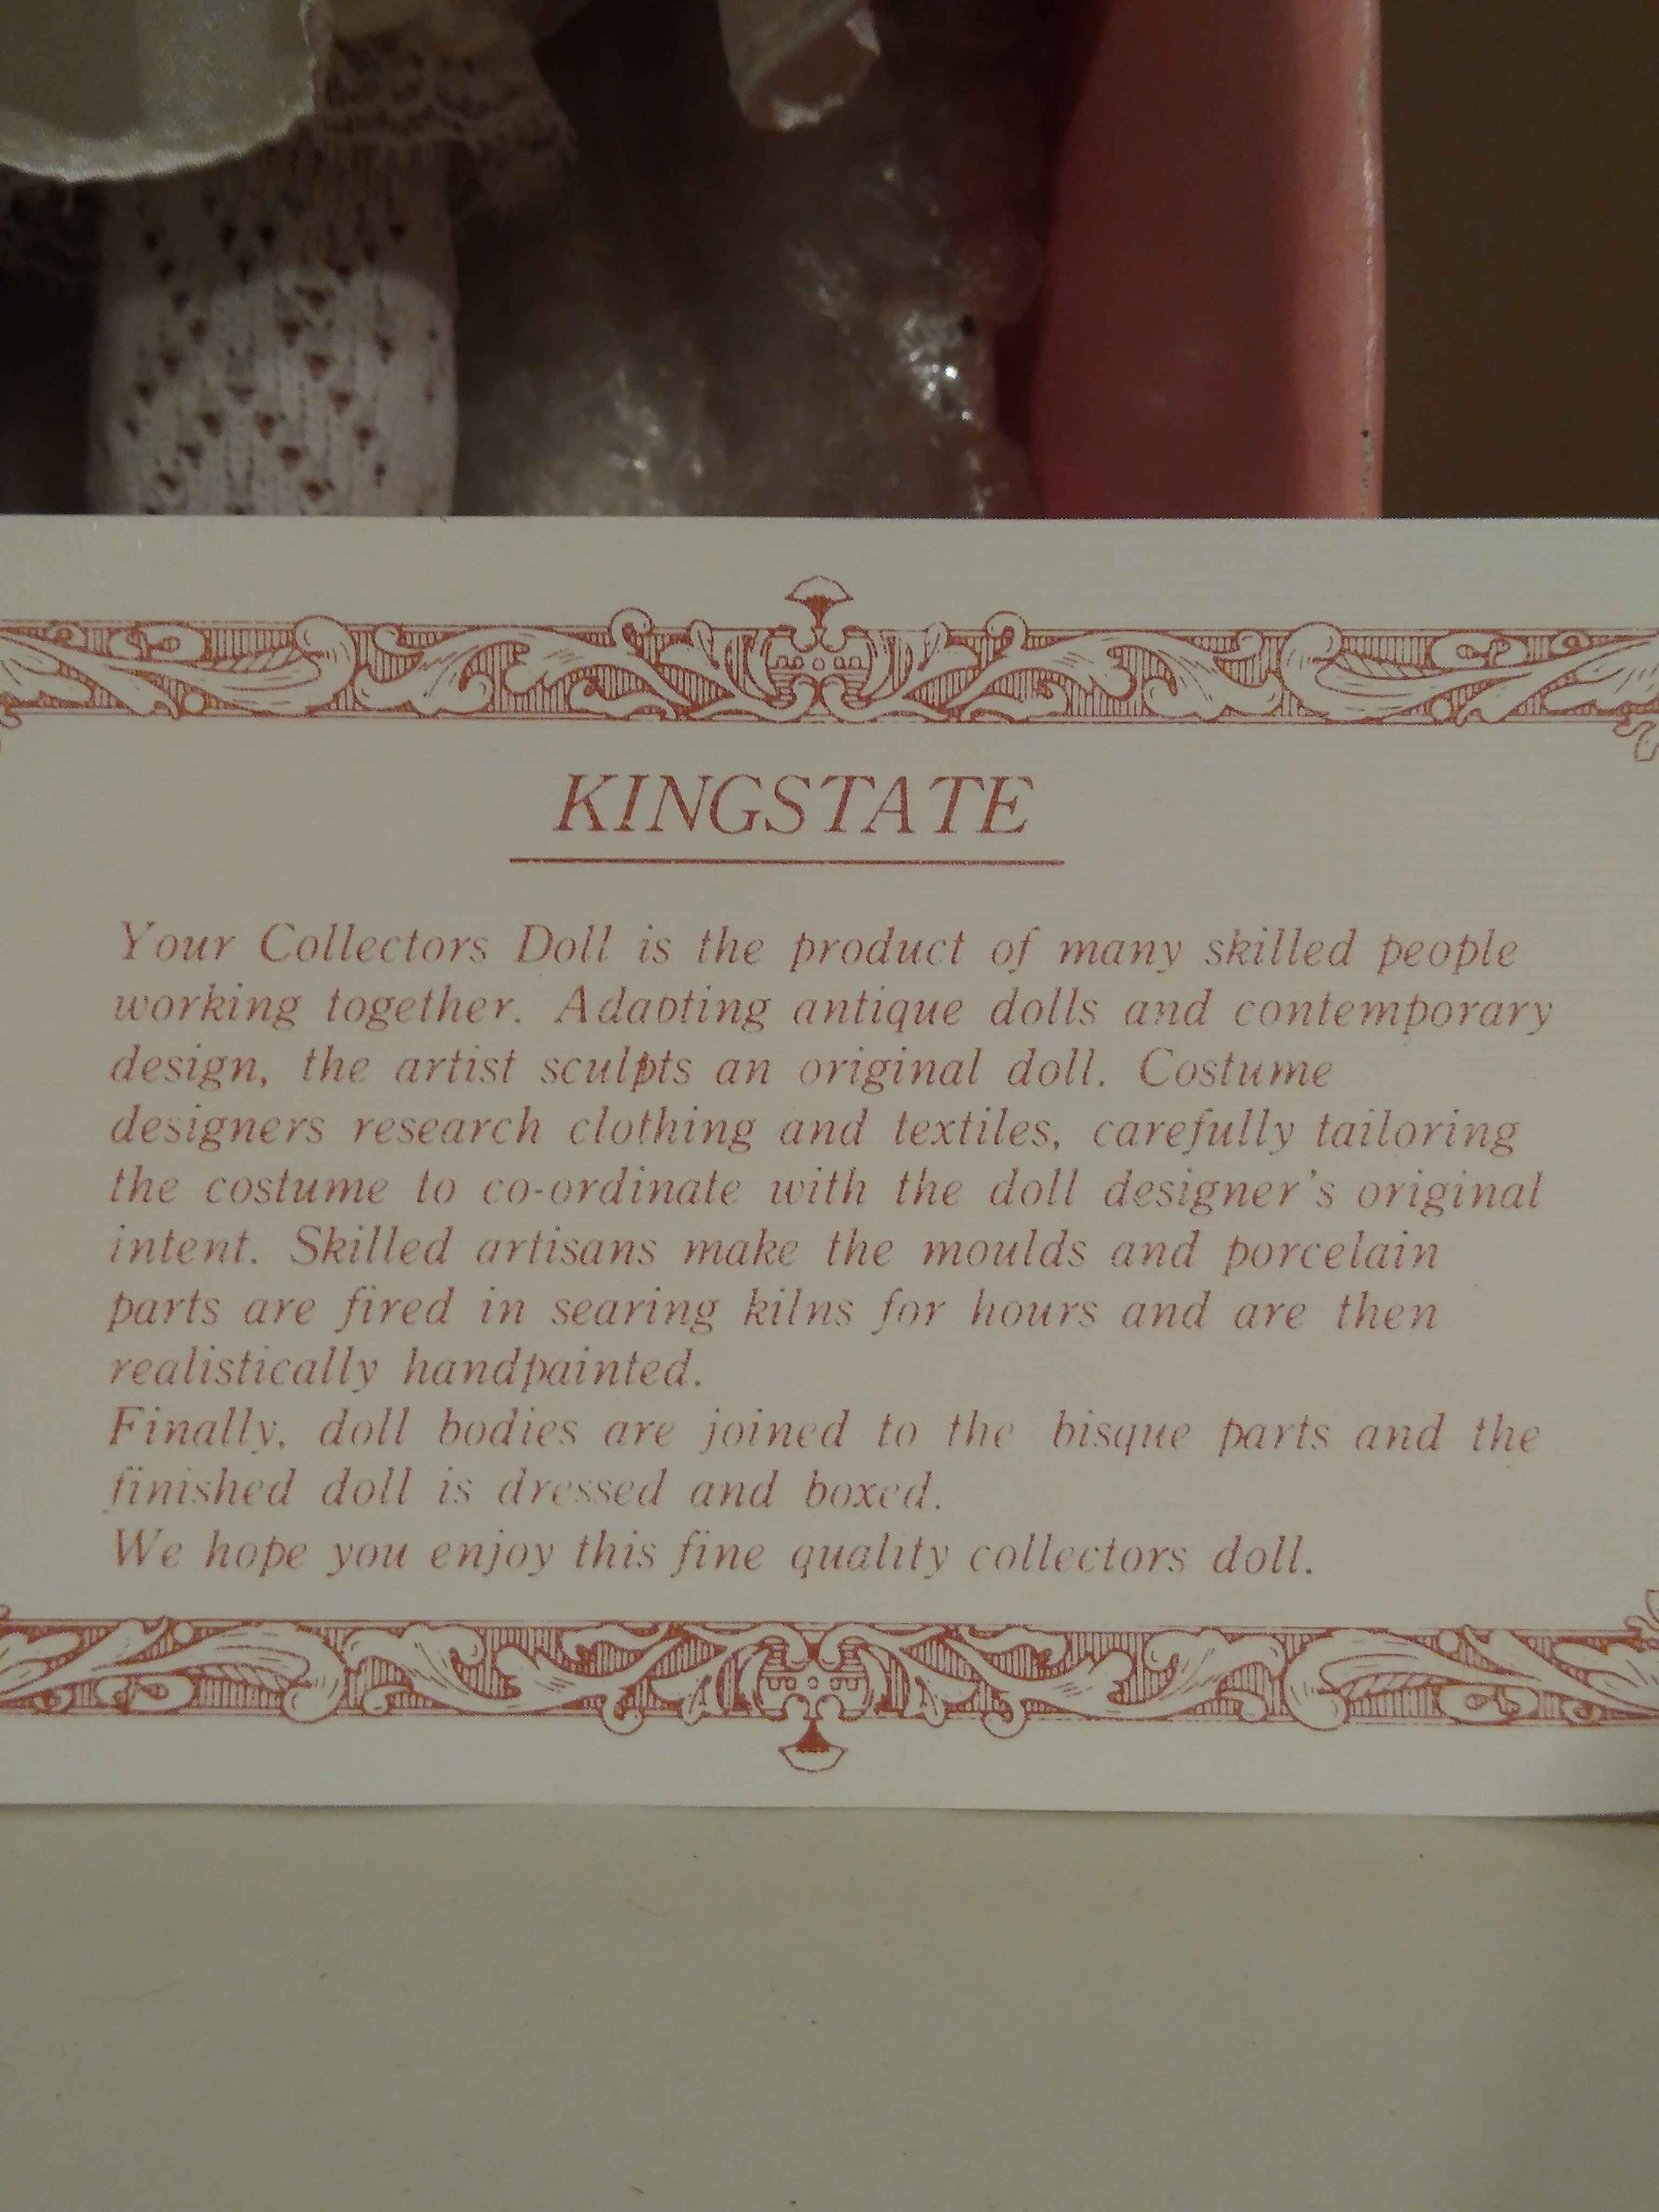 KINGSTATE
Your Collectors Doll is the product of many skilled people
working together. Adapting antique dolls and contemporary
design, the artist sculpts an original doll. Costume
designers research clothing and textiles, carefully tailoring
the costume to co-ordinate with the doll designer's original
intent. Skilled artisans make the moulds and porcelain
parts are fired in searing kilns for hours and are then
realistically handpainted.
Finally, doll bodies are joined to the bisque parts and the
finished doll is dressed and boxed.
We hope you enjoy this fine quality collectors doll.